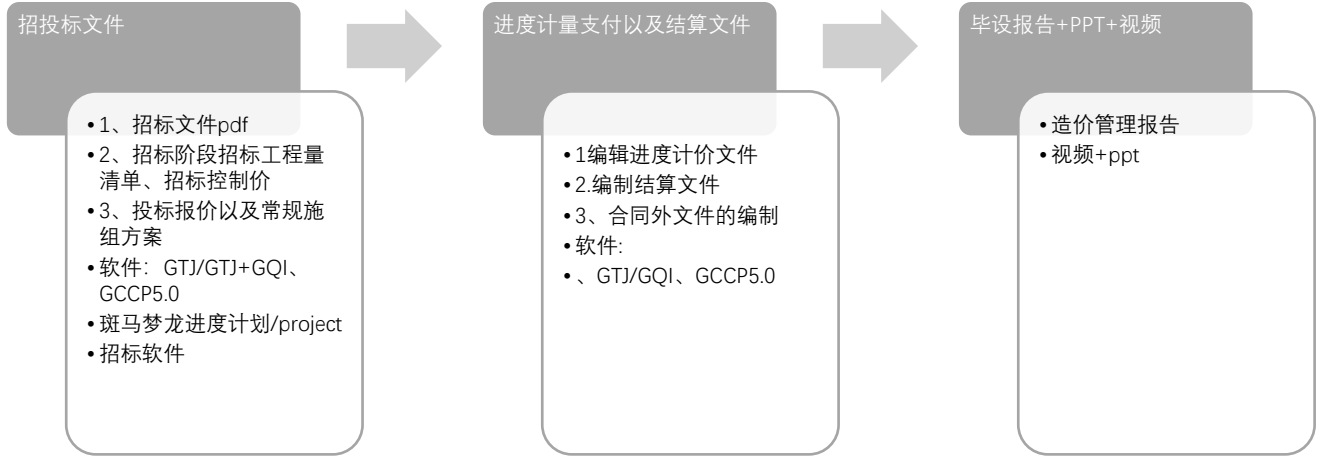 招投标文件
•1、招标文件pdf
•2、招标阶段招标工程量
清单、招标控制价
•3、投标报价以及常规施
组方案
•软件：GTJ/GTJ+GQI、
GCCP5.0
•斑马梦龙进度计划/project
•招标软件
进度计量支付以及结算文件
•1编辑进度计价文件
•2.编制结算文件
•3、合同外文件的编制
•软件:
•、GTJ/GQI、GCCP5.0
毕设报告+PPT+视频
•造价管理报告
•视频+ppt